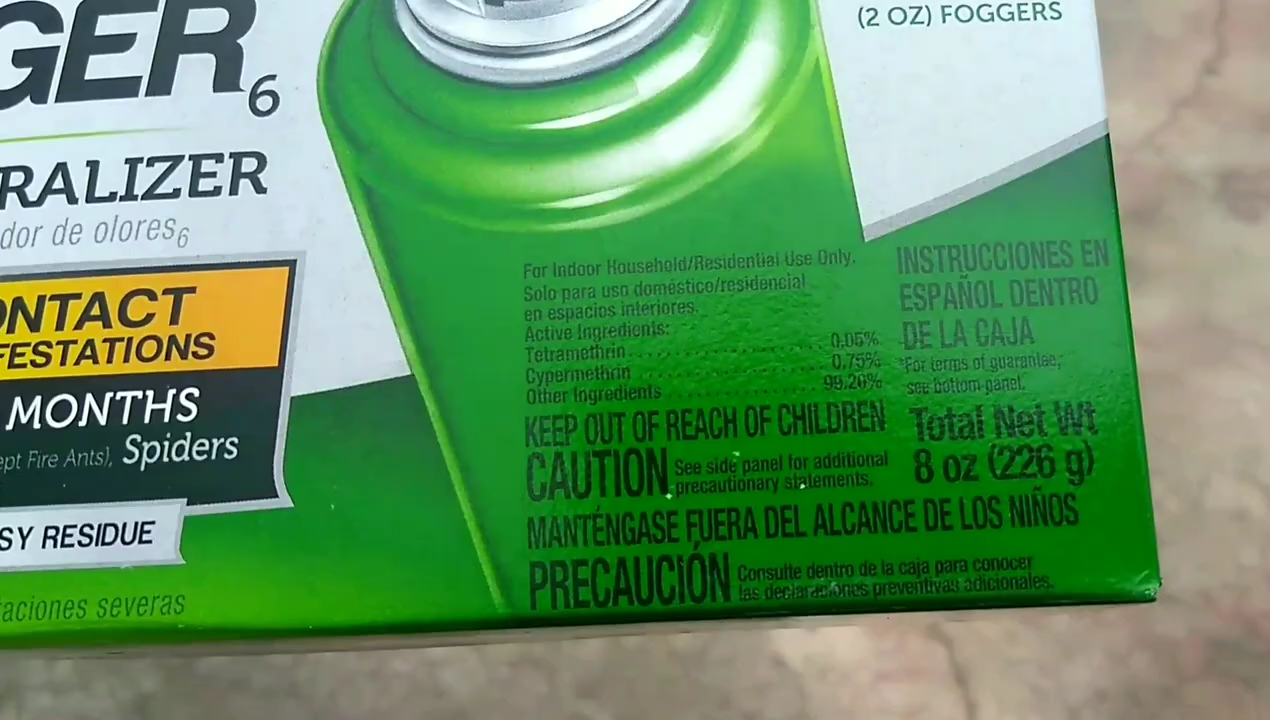 GER6
(2 OZ) FOGGERS
RALIZER
dor de olores6
ONTACT
FESTATIONS
MONTHS
ept Fire Ants), Spiders
SY RESIDUE
aciones severas
For Indoor Household/Residential Use Only.
Solo para uso doméstico/residencial
en espacios interiores.
Active Ingredients:
Tetramethrin.................... 0.05%
Cypermethrin.................... 0.75%
Other Ingredients................ 99.20%
KEEP OUT OF REACH OF CHILDREN
CAUTION See side panel for additional
precautionary statements.
INSTRUCCIONES EN
ESPAÑOL DENTRO
DE LA CAJA
*For terms of guarantee,
see bottom panel.
Total Net Wt
8 oz (226 g)
MANTÉNGASE FUERA DEL ALCANCE DE LOS NIÑOS
PRECAUCIÓN Consulte dentro de la caja para conocer
las declaraciones preventivas adicionales.